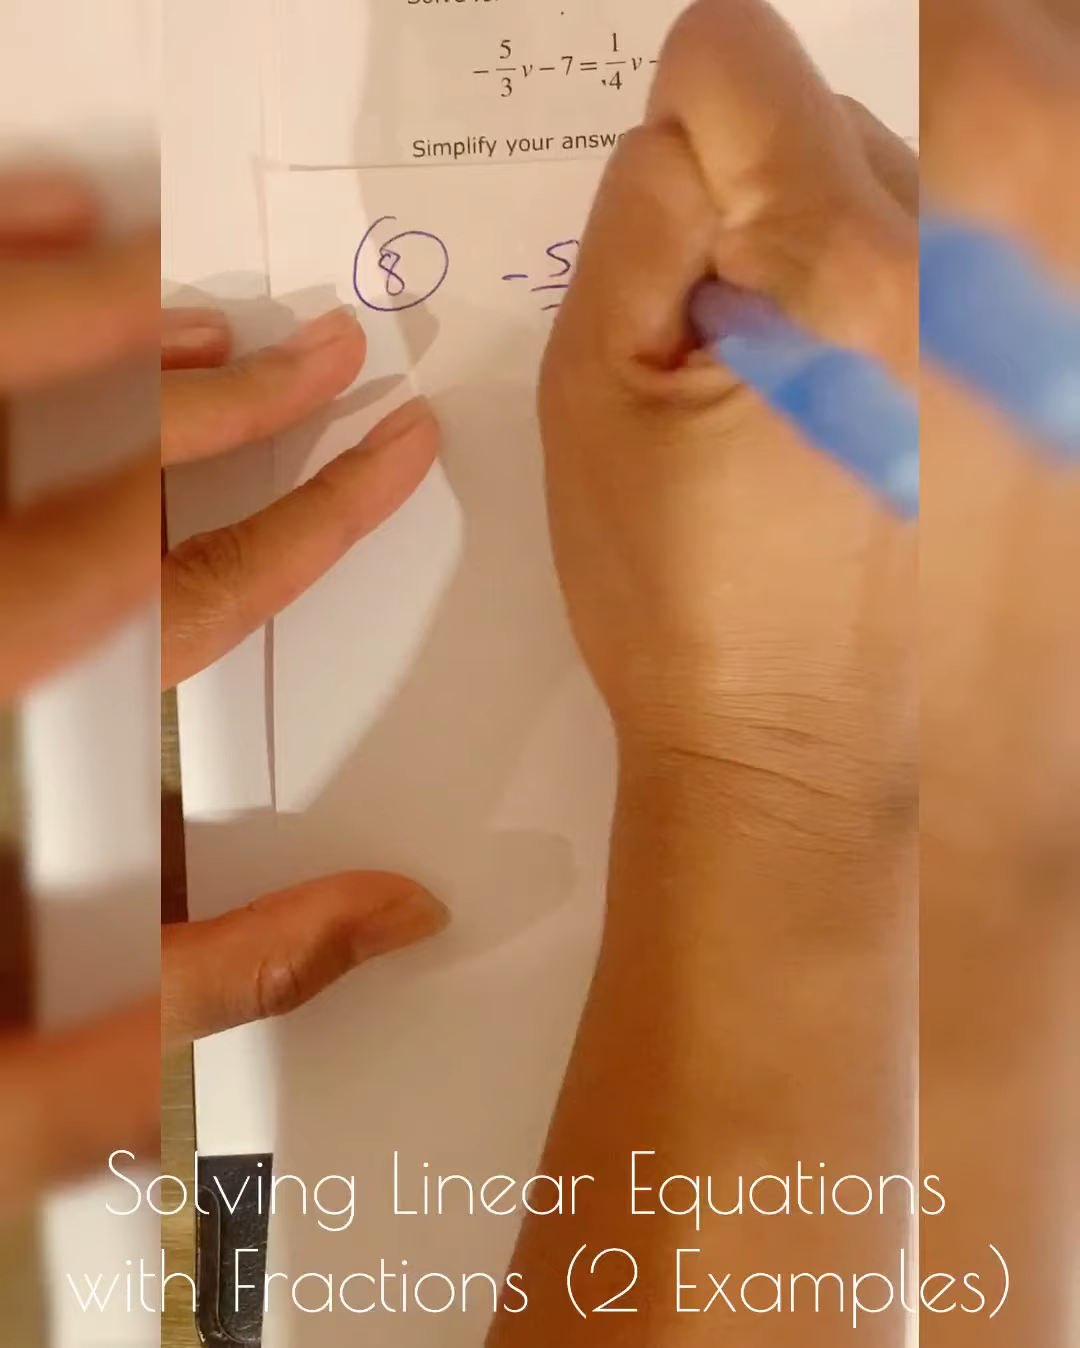 -5/3 v - 7 = 1/4 v -
Simplify your answ
8 - 5
Solving Linear Equations
with Fractions (2 Examples)